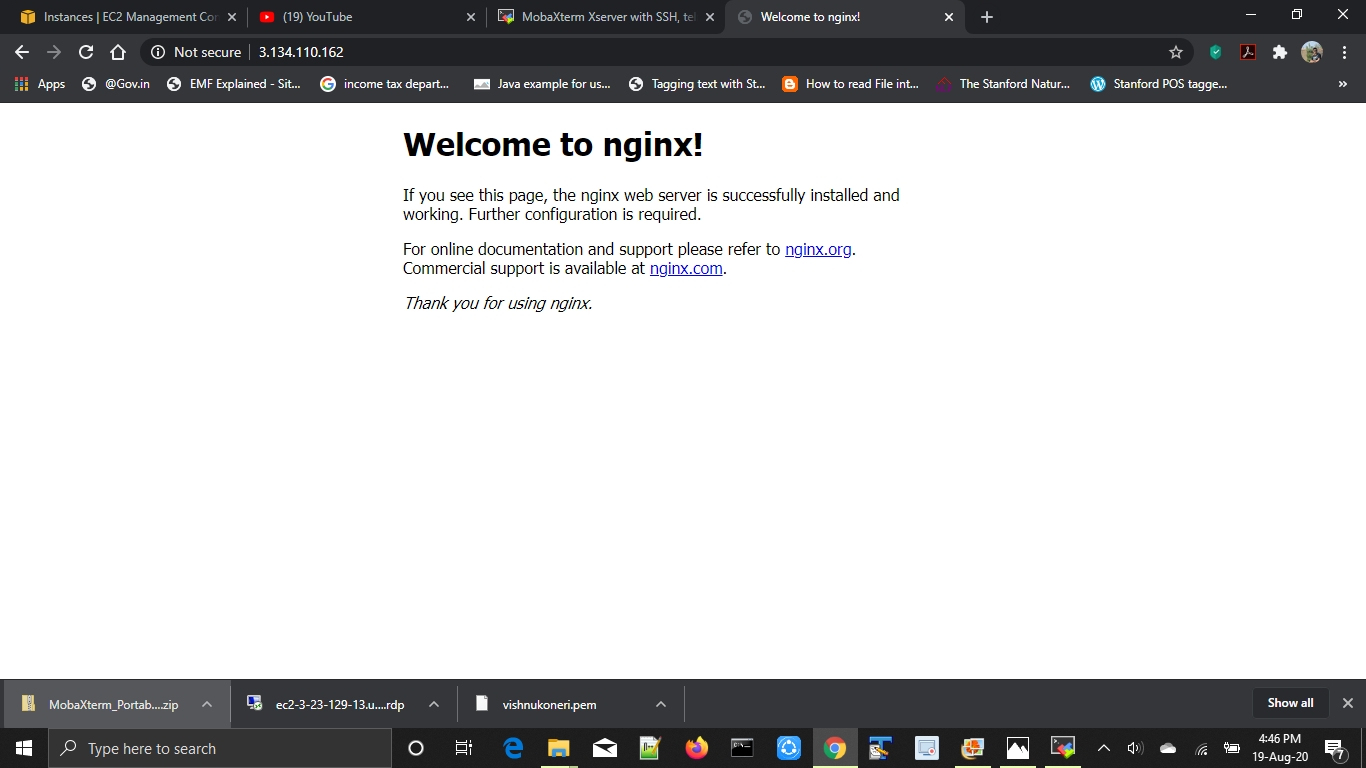 Instances | EC2 Management Con
(19) YouTube
MobaXterm Xserver with SSH, tel
Welcome to nginx!
Not secure
3.134.110.162
Apps
@Gov.in
EMF Explained - Sit...
income tax depart...
Java example for us...
Tagging text with St...
How to read File int...
The Stanford Natur...
Stanford POS tagge...
»
Welcome to nginx!
If you see this page, the nginx web server is successfully installed and
working. Further configuration is required.
For online documentation and support please refer to nginx.org.
Commercial support is available at nginx.com.
Thank you for using nginx.
MobaXterm_Portab....zip
ec2-3-23-129-13.u....rdp
vishnukoneri.pem
Show all
Type here to search
4:46 PM
19-Aug-20
7